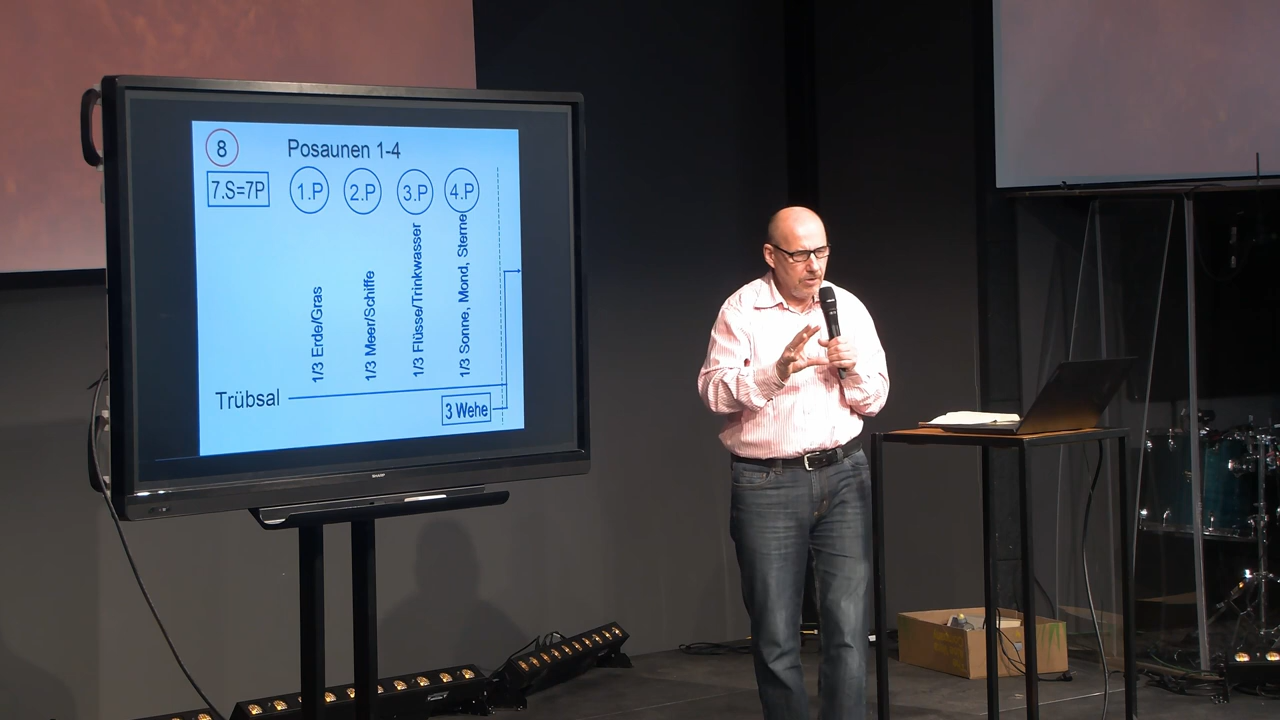 8
Posaunen 1-4
7.S=7P
1.P
2.P
3.P
4.P
1/3 Erde/Gras
1/3 Meer/Schiffe
1/3 Flüsse/Trinkwasser
1/3 Sonne, Mond, Sterne
Trübsal
3 Wehe
SHARP